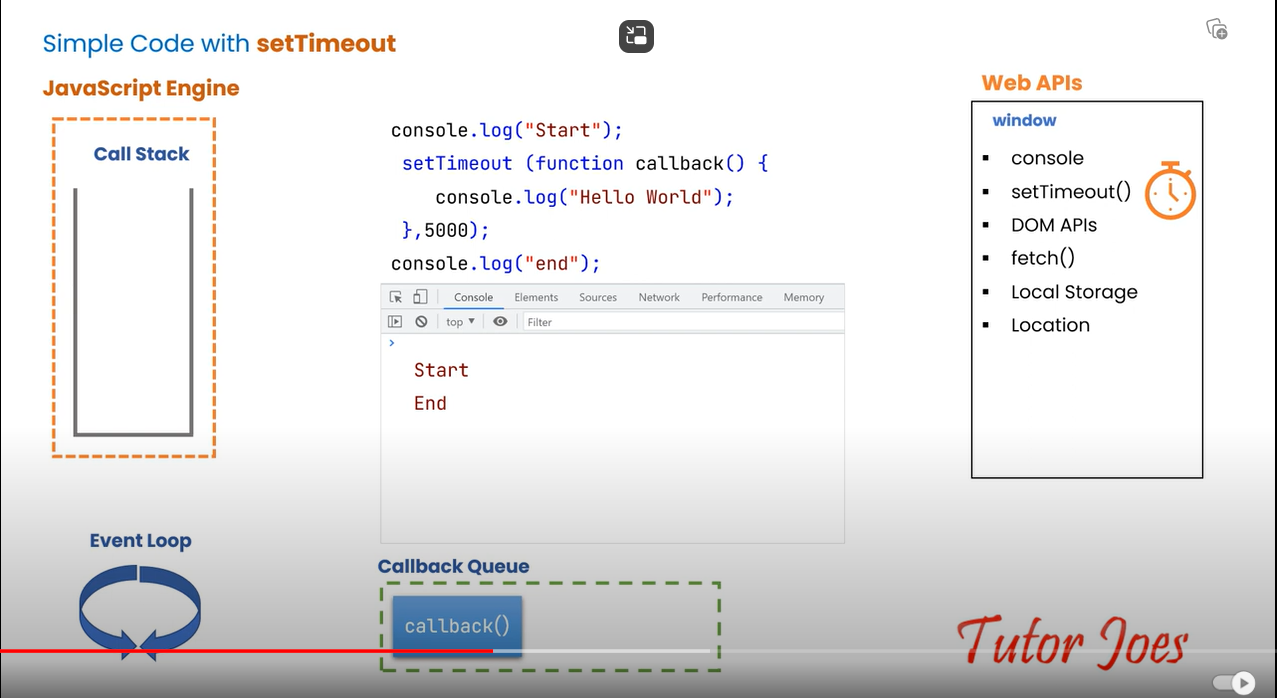 Simple Code with setTimeout
JavaScript Engine
Call Stack
console.log("Start");
setTimeout (function callback() {
console.log("Hello World");
},5000);
console.log("end");
Console Elements Sources Network Performance Memory
top ▼ Filter
>
Start
End
Web APIs
window
▪ console
▪ setTimeout()
▪ DOM APIs
▪ fetch()
▪ Local Storage
▪ Location
Event Loop
Callback Queue
callback()
Tutor Joes